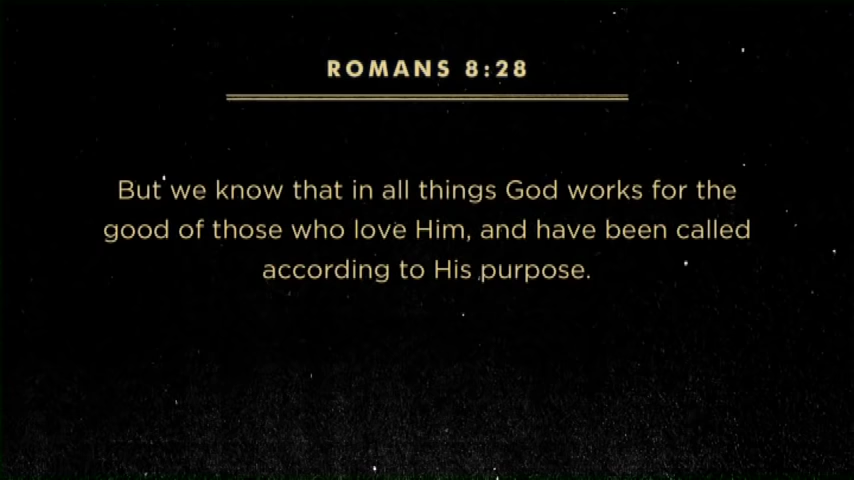 ROMANS 8:28
But we know that in all things God works for the
good of those who love Him, and have been called
according to His purpose.